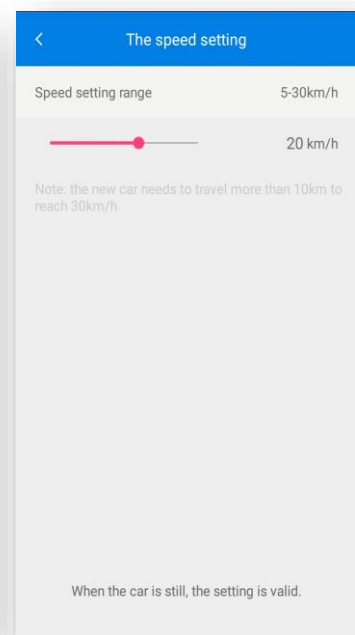 The speed setting
Speed setting range 5-30km/h
20 km/h
Note: the new car needs to travel more than 10km to
reach 30km/h
When the car is still, the setting is valid.